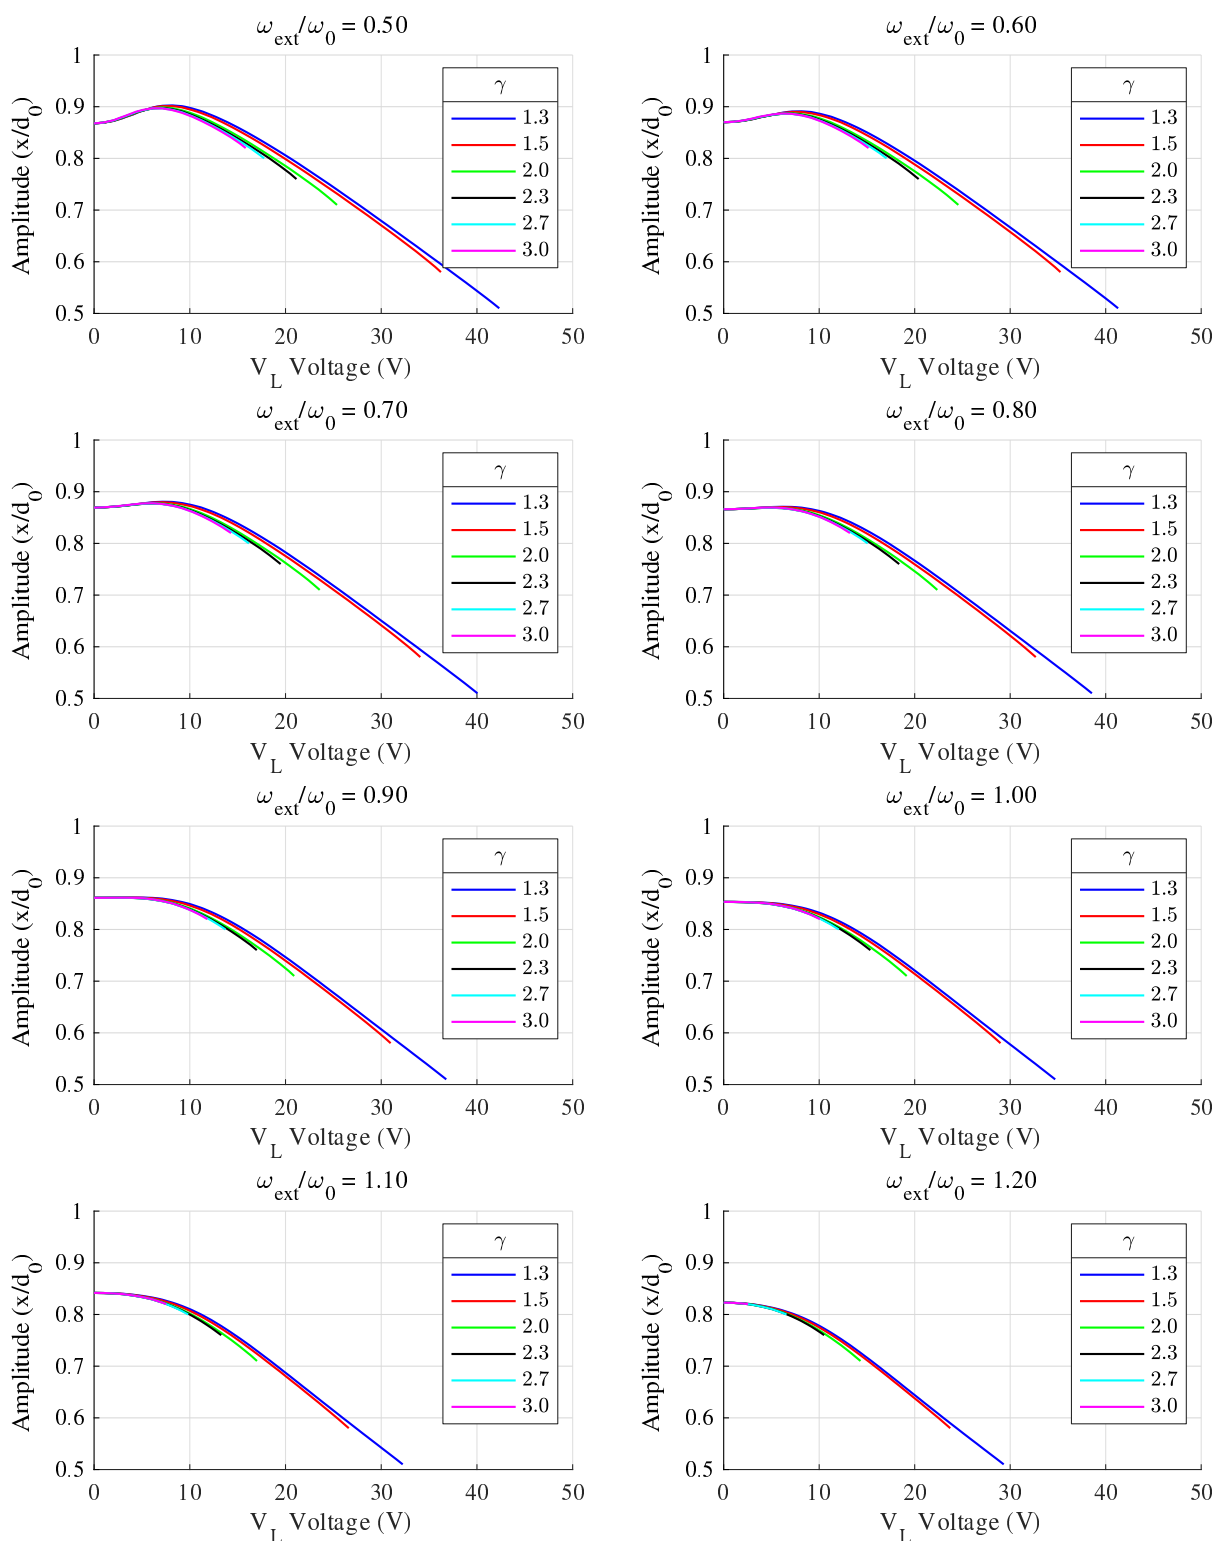 ω_ext/ω_0 = 0.50
1
0.9
0.8
0.7
0.6
0.5
Amplitude (x/d_0)
0 10 20 30 40 50
V_L Voltage (V)
γ
1.3
1.5
2.0
2.3
2.7
3.0
ω_ext/ω_0 = 0.60
1
0.9
0.8
0.7
0.6
0.5
Amplitude (x/d_0)
0 10 20 30 40 50
V_L Voltage (V)
γ
1.3
1.5
2.0
2.3
2.7
3.0
ω_ext/ω_0 = 0.70
1
0.9
0.8
0.7
0.6
0.5
Amplitude (x/d_0)
0 10 20 30 40 50
V_L Voltage (V)
γ
1.3
1.5
2.0
2.3
2.7
3.0
ω_ext/ω_0 = 0.80
1
0.9
0.8
0.7
0.6
0.5
Amplitude (x/d_0)
0 10 20 30 40 50
V_L Voltage (V)
γ
1.3
1.5
2.0
2.3
2.7
3.0
ω_ext/ω_0 = 0.90
1
0.9
0.8
0.7
0.6
0.5
Amplitude (x/d_0)
0 10 20 30 40 50
V_L Voltage (V)
γ
1.3
1.5
2.0
2.3
2.7
3.0
ω_ext/ω_0 = 1.00
1
0.9
0.8
0.7
0.6
0.5
Amplitude (x/d_0)
0 10 20 30 40 50
V_L Voltage (V)
γ
1.3
1.5
2.0
2.3
2.7
3.0
ω_ext/ω_0 = 1.10
1
0.9
0.8
0.7
0.6
0.5
Amplitude (x/d_0)
0 10 20 30 40 50
V_L Voltage (V)
γ
1.3
1.5
2.0
2.3
2.7
3.0
ω_ext/ω_0 = 1.20
1
0.9
0.8
0.7
0.6
0.5
Amplitude (x/d_0)
0 10 20 30 40 50
V_L Voltage (V)
γ
1.3
1.5
2.0
2.3
2.7
3.0